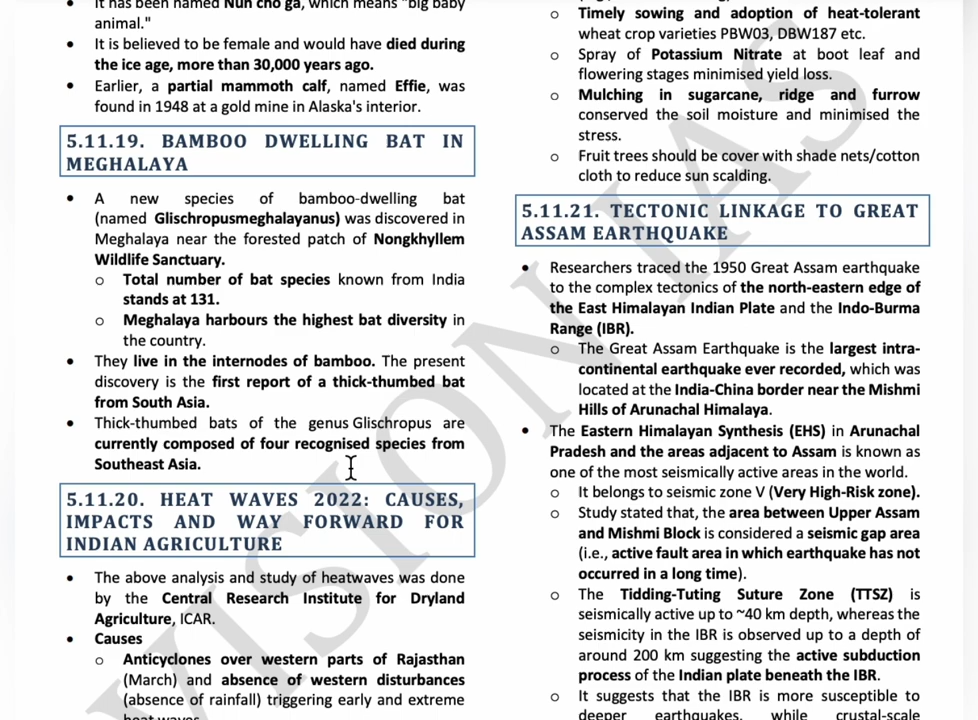 It has been named Nun cho ga, which means "big baby
animal."
• It is believed to be female and would have died during
the ice age, more than 30,000 years ago.
• Earlier, a partial mammoth calf, named Effie, was
found in 1948 at a gold mine in Alaska's interior.
5.11.19. BAMBOO DWELLING BAT IN
MEGHALAYA
• A new species of bamboo-dwelling bat
(named Glischropusmeghalayanus) was discovered in
Meghalaya near the forested patch of Nongkhyllem
Wildlife Sanctuary.
o Total number of bat species known from India
stands at 131.
o Meghalaya harbours the highest bat diversity in
the country.
• They live in the internodes of bamboo. The present
discovery is the first report of a thick-thumbed bat
from South Asia.
• Thick-thumbed bats of the genus Glischropus are
currently composed of four recognised species from
Southeast Asia.
5.11.20. HEAT WAVES 2022: CAUSES,
IMPACTS AND WAY FORWARD FOR
INDIAN AGRICULTURE
• The above analysis and study of heatwaves was done
by the Central Research Institute for Dryland
Agriculture, ICAR.
• Causes
o Anticyclones over western parts of Rajasthan
(March) and absence of western disturbances
(absence of rainfall) triggering early and extreme
heat waves.
o Timely sowing and adoption of heat-tolerant
wheat crop varieties PBW03, DBW187 etc.
o Spray of Potassium Nitrate at boot leaf and
flowering stages minimised yield loss.
o Mulching in sugarcane, ridge and furrow
conserved the soil moisture and minimised the
stress.
o Fruit trees should be cover with shade nets/cotton
cloth to reduce sun scalding.
5.11.21. TECTONIC LINKAGE TO GREAT
ASSAM EARTHQUAKE
• Researchers traced the 1950 Great Assam earthquake
to the complex tectonics of the north-eastern edge of
the East Himalayan Indian Plate and the Indo-Burma
Range (IBR).
o The Great Assam Earthquake is the largest intra-
continental earthquake ever recorded, which was
located at the India-China border near the Mishmi
Hills of Arunachal Himalaya.
• The Eastern Himalayan Synthesis (EHS) in Arunachal
Pradesh and the areas adjacent to Assam is known as
one of the most seismically active areas in the world.
o It belongs to seismic zone V (Very High-Risk zone).
o Study stated that, the area between Upper Assam
and Mishmi Block is considered a seismic gap area
(i.e., active fault area in which earthquake has not
occurred in a long time).
o The Tidding-Tuting Suture Zone (TTSZ) is
seismically active up to ~40 km depth, whereas the
seismicity in the IBR is observed up to a depth of
around 200 km suggesting the active subduction
process of the Indian plate beneath the IBR.
o It suggests that the IBR is more susceptible to
deeper earthquakes, while crustal-scale
VISION IAS